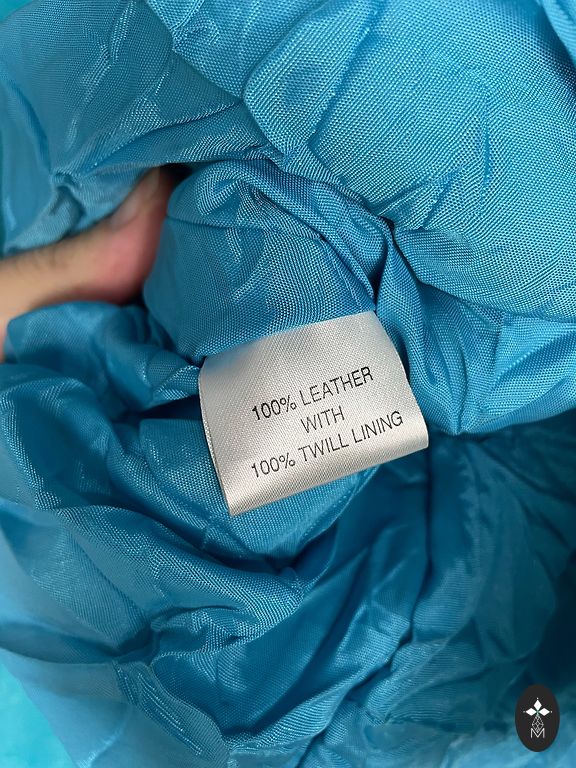 100% LEATHER
WITH
100% TWILL LINING
M